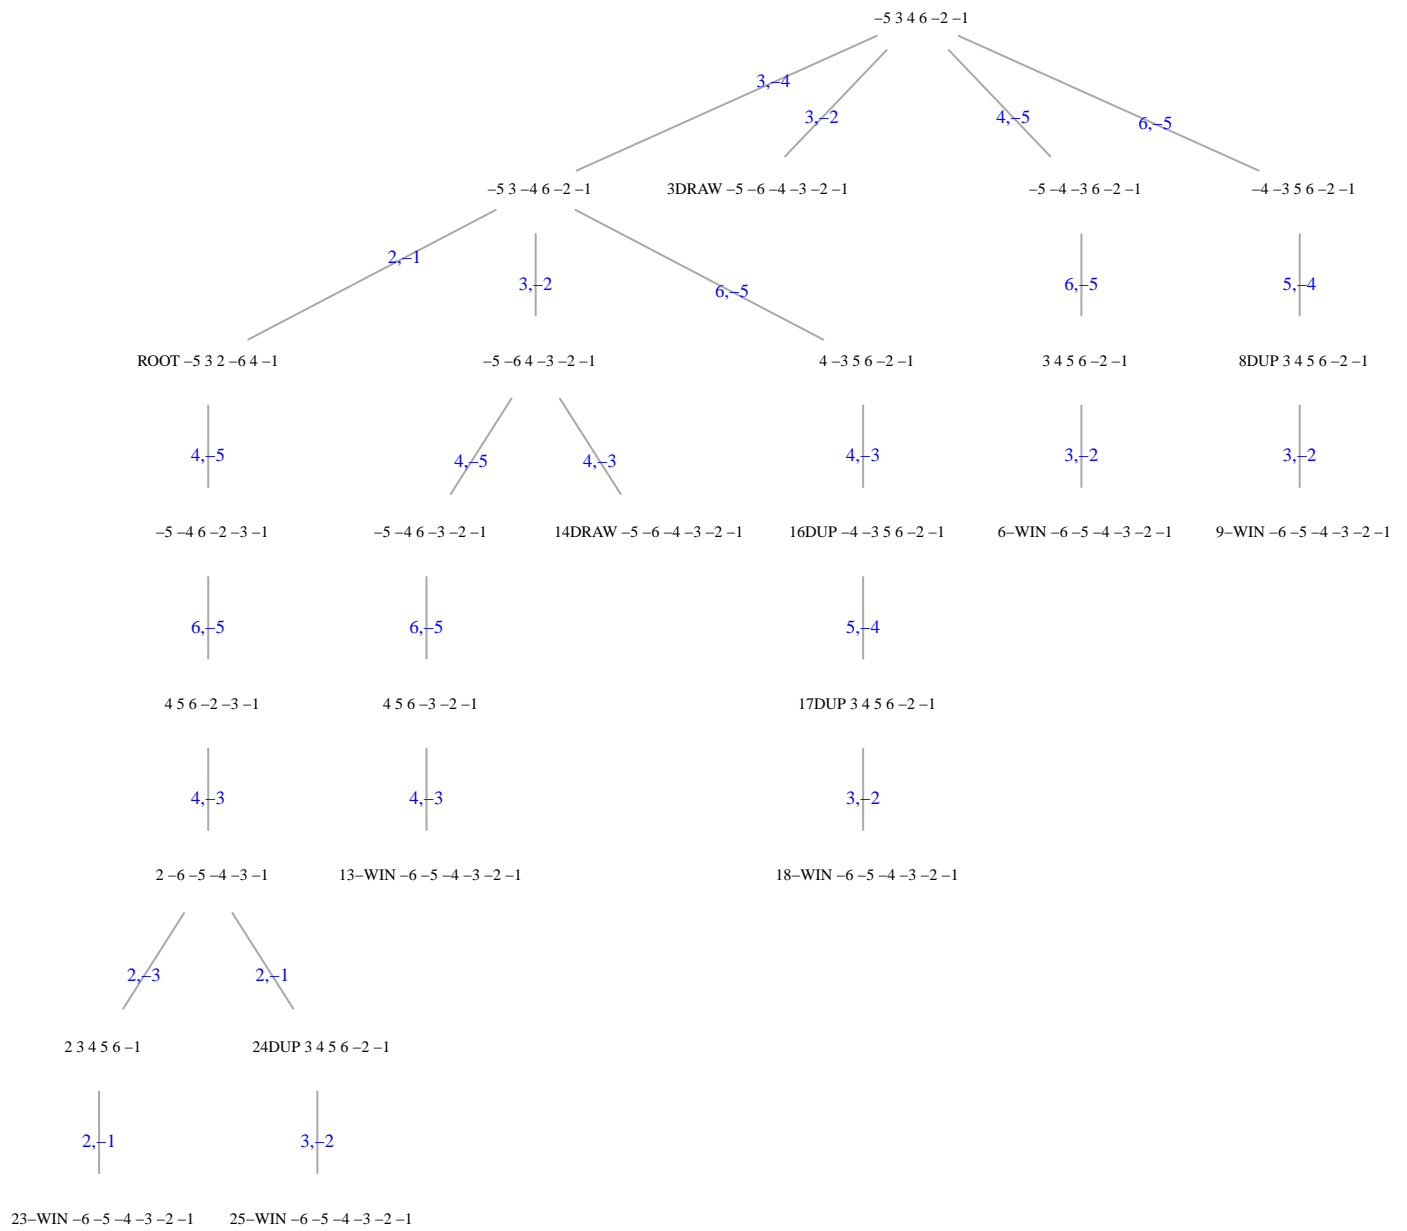 −5 3 4 6 −2 −1
3,−4
3,−2
4,−5
6,−5
−5 3 −4 6 −2 −1
3DRAW −5 −6 −4 −3 −2 −1
−5 −4 −3 6 −2 −1
−4 −3 5 6 −2 −1
2,−1
3,−2
6,−5
6,−5
5,−4
ROOT −5 3 2 −6 4 −1
−5 −6 4 −3 −2 −1
4 −3 5 6 −2 −1
3 4 5 6 −2 −1
8DUP 3 4 5 6 −2 −1
4,−5
4,−5
4,−3
4,−3
3,−2
3,−2
−5 −4 6 −2 −3 −1
−5 −4 6 −3 −2 −1
14DRAW −5 −6 −4 −3 −2 −1
16DUP −4 −3 5 6 −2 −1
6−WIN −6 −5 −4 −3 −2 −1
9−WIN −6 −5 −4 −3 −2 −1
6,−5
6,−5
5,−4
4 5 6 −2 −3 −1
4 5 6 −3 −2 −1
17DUP 3 4 5 6 −2 −1
4,−3
4,−3
3,−2
2 −6 −5 −4 −3 −1
13−WIN −6 −5 −4 −3 −2 −1
18−WIN −6 −5 −4 −3 −2 −1
2,−3
2,−1
2 3 4 5 6 −1
24DUP 3 4 5 6 −2 −1
2,−1
3,−2
23−WIN −6 −5 −4 −3 −2 −1
25−WIN −6 −5 −4 −3 −2 −1